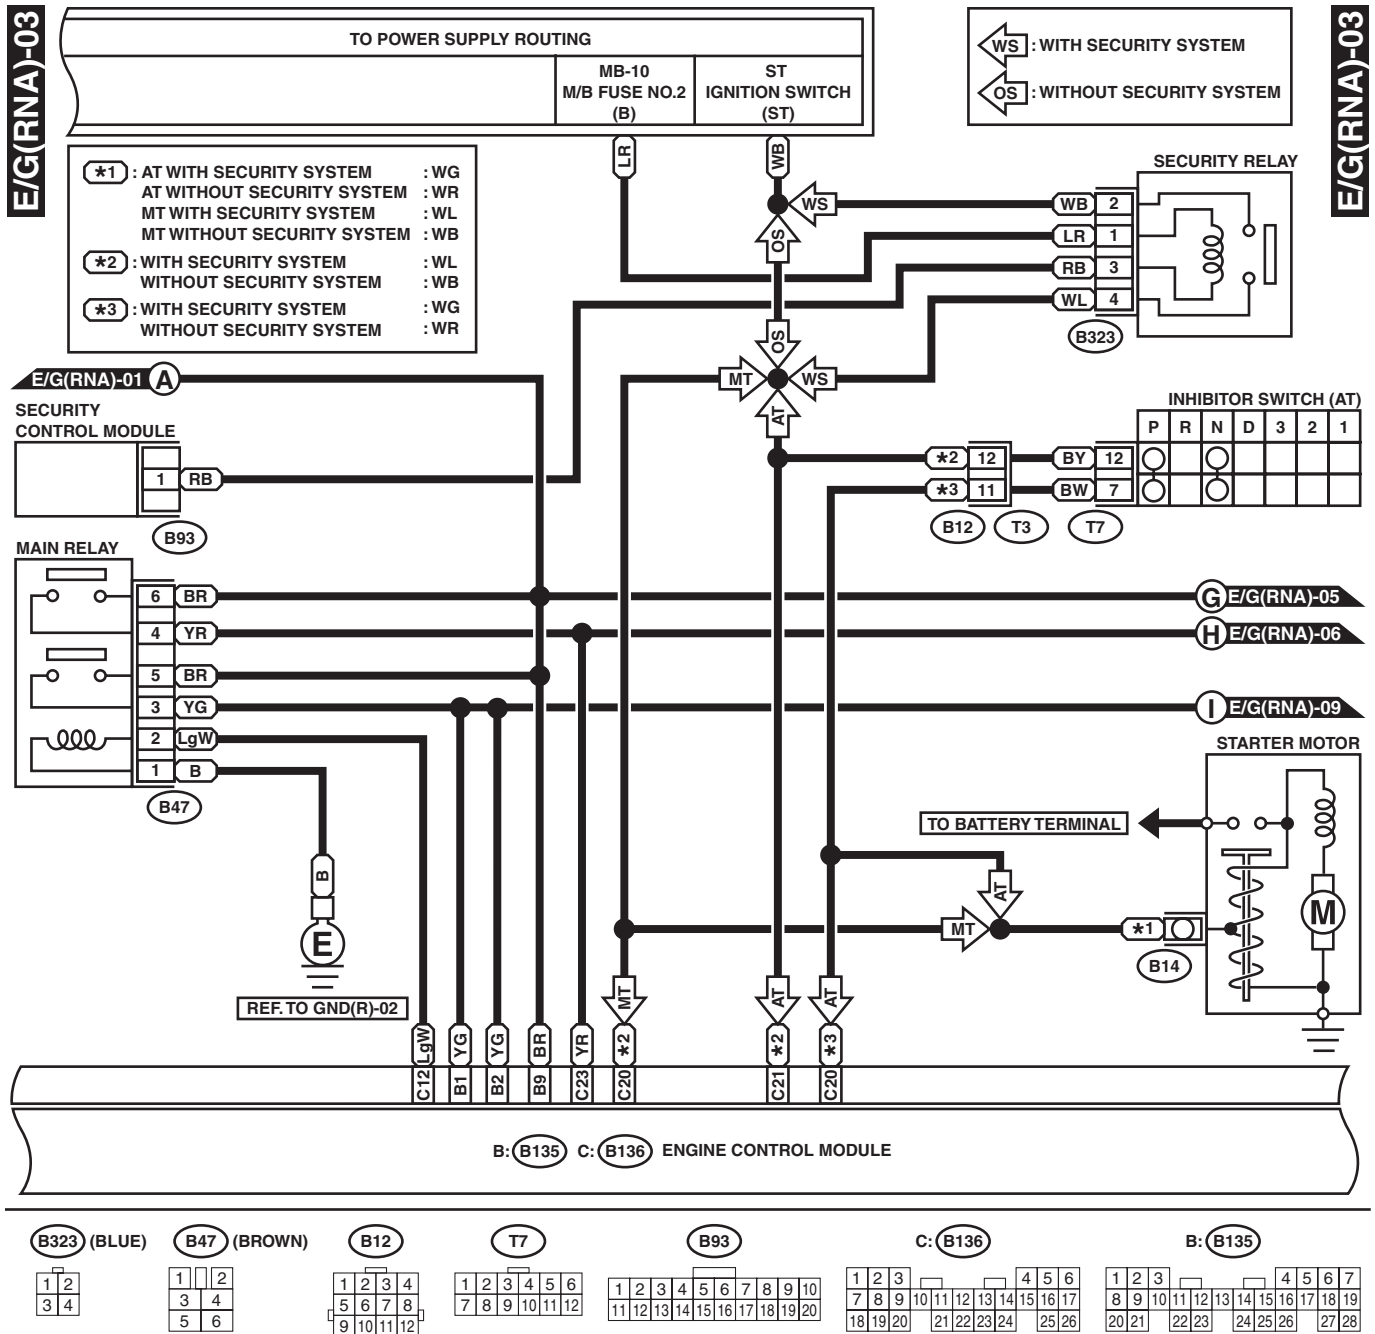 E/G(RNA)-03
E/G(RNA)-03
TO POWER SUPPLY ROUTING
MB-10
M/B FUSE NO.2
(B)
ST
IGNITION SWITCH
(ST)
WS : WITH SECURITY SYSTEM
OS : WITHOUT SECURITY SYSTEM
*1 : AT WITH SECURITY SYSTEM : WG
AT WITHOUT SECURITY SYSTEM : WR
MT WITH SECURITY SYSTEM : WL
MT WITHOUT SECURITY SYSTEM : WB
*2 : WITH SECURITY SYSTEM : WL
WITHOUT SECURITY SYSTEM : WB
*3 : WITH SECURITY SYSTEM : WG
WITHOUT SECURITY SYSTEM : WR
LR
WB
SECURITY RELAY
WS
WB 2
OS
LR 1
RB 3
WL 4
B323
OS
E/G(RNA)-01 A
MT
WS
AT
SECURITY
CONTROL MODULE
1 RB
B93
INHIBITOR SWITCH (AT)
P R N D 3 2 1
*2 12 BY 12
*3 11 BW 7
B12 T3 T7
MAIN RELAY
6 BR
G E/G(RNA)-05
4 YR
H E/G(RNA)-06
5 BR
3 YG
I E/G(RNA)-09
2 LgW
1 B
B47
STARTER MOTOR
TO BATTERY TERMINAL
B
E
REF. TO GND(R)-02
AT
MT
*1
B14
M
MT
AT
AT
LgW YG YG BR YR *2 *2 *3
C12 B1 B2 B9 C23 C20 C21 C20
B: B135 C: B136 ENGINE CONTROL MODULE
B323 (BLUE)
1 2
3 4
B47 (BROWN)
1 2
3 4
5 6
B12
1 2 3 4
5 6 7 8
9 10 11 12
T7
1 2 3 4 5 6
7 8 9 10 11 12
B93
1 2 3 4 5 6 7 8 9 10
11 12 13 14 15 16 17 18 19 20
C: B136
1 2 3 4 5 6
7 8 9 10 11 12 13 14 15 16 17
18 19 20 21 22 23 24 25 26
B: B135
1 2 3 4 5 6 7
8 9 10 11 12 13 14 15 16 17 18 19
20 21 22 23 24 25 26 27 28